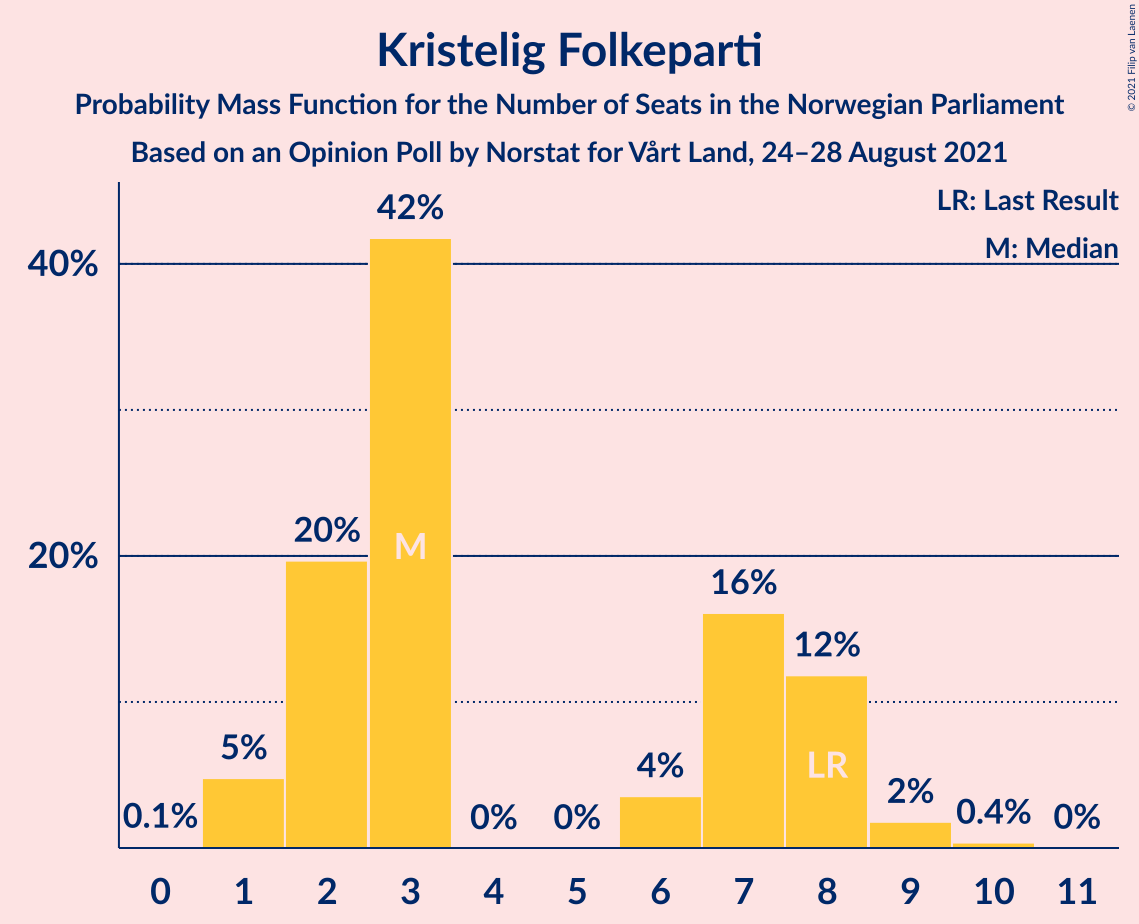 Kristelig Folkeparti
Probability Mass Function for the Number of Seats in the Norwegian Parliament
Based on an Opinion Poll by Norstat for Vårt Land, 24–28 August 2021
© 2021 Filip van Laenen
LR: Last Result
M: Median
40%
20%
0.1%
5%
20%
42%
0%
0%
4%
16%
12%
2%
0.4%
0%
M
LR
0 1 2 3 4 5 6 7 8 9 10 11